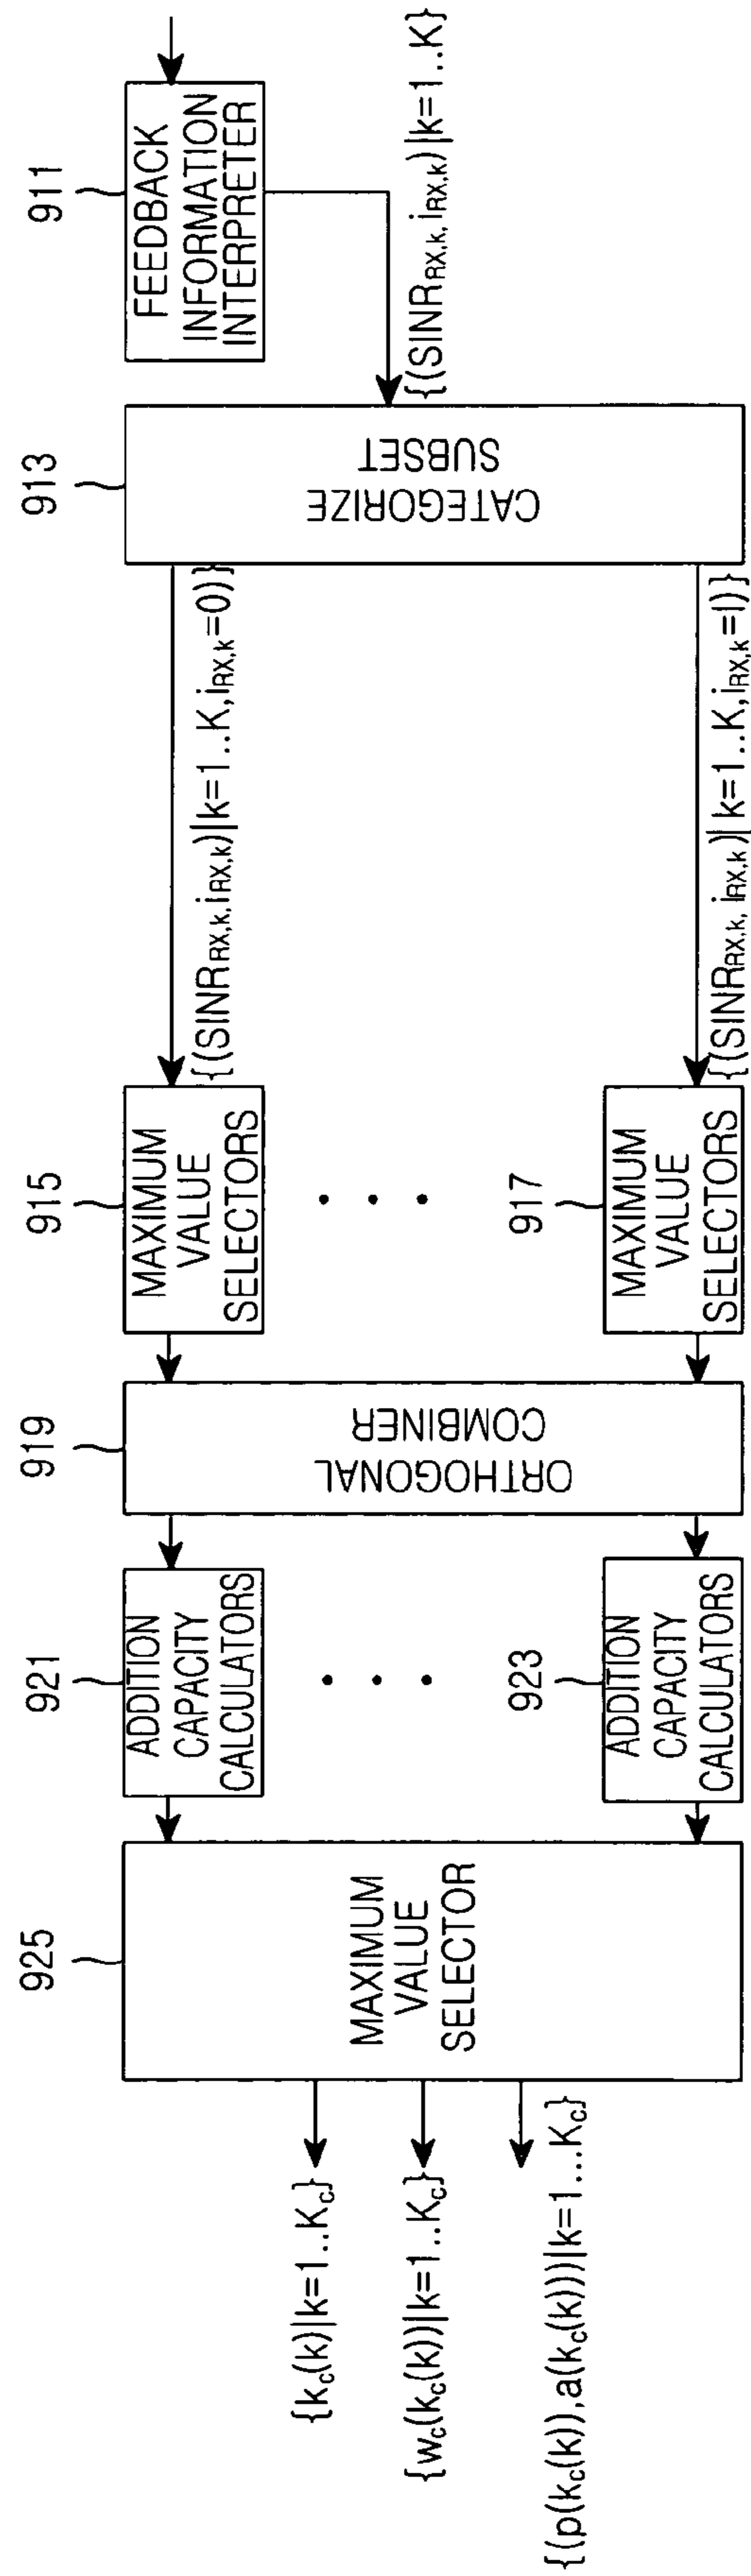 911
FEEDBACK
INFORMATION
INTERPRETER
{(SINRRX,k, iRX,k)|k=1..K}
913
CATEGORIZE
SUBSET
{(SINRRX,k,iRX,k)|k=1..K,iRX,k=0)}
{(SINRRX,k, iRX,k)|k=1..K,iRX,k=I)}
915
MAXIMUM
VALUE
SELECTORS
917
MAXIMUM
VALUE
SELECTORS
919
ORTHOGONAL
COMBINER
921
ADDITION
CAPACITY
CALCULATORS
923
ADDITION
CAPACITY
CALCULATORS
925
MAXIMUM
VALUE
SELECTOR
{kc(k)|k=1..Kc}
{wc(kc(k))|k=1..Kc}
{(p(kc(k)),a(kc(k)))|k=1...Kc}